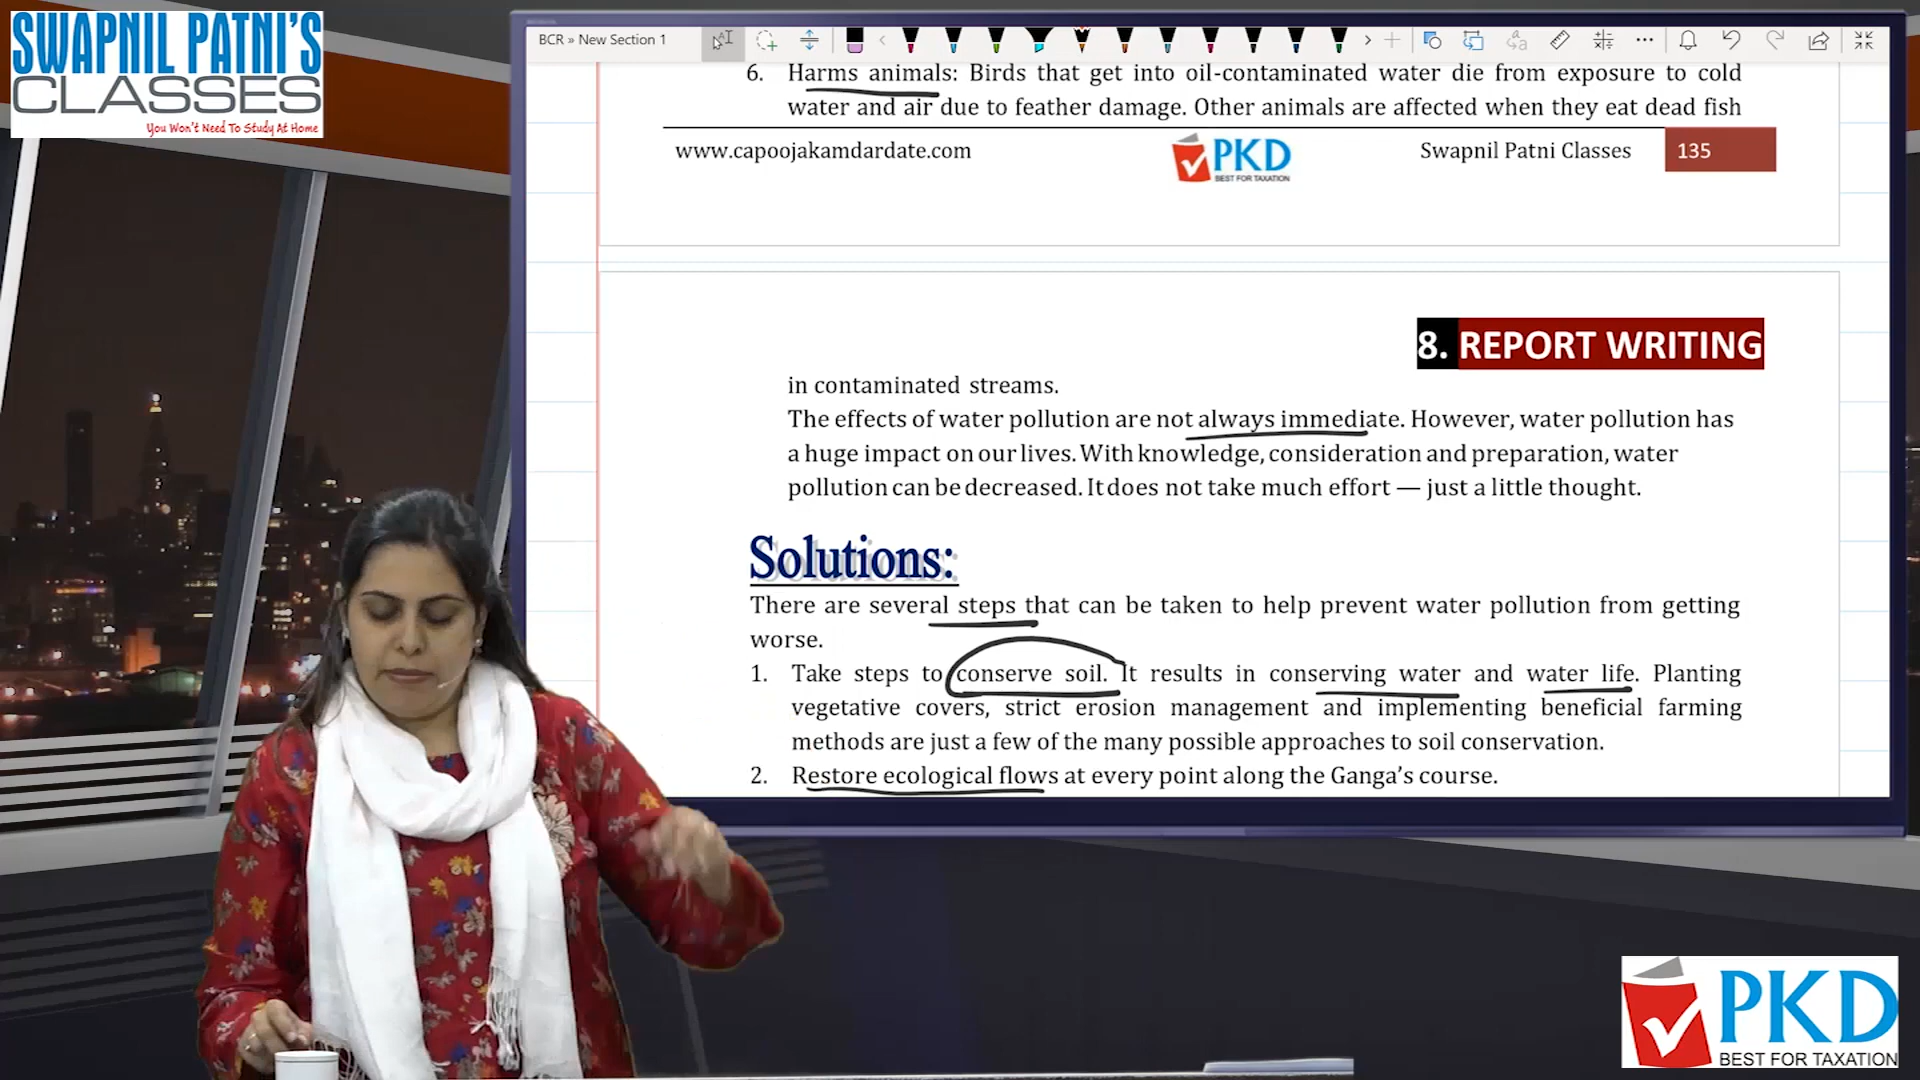 SWAPNIL PATNI'S
CLASSES
You Won't Need To Study At Home
BCR » New Section 1
6. Harms animals: Birds that get into oil-contaminated water die from exposure to cold
water and air due to feather damage. Other animals are affected when they eat dead fish
www.capoojakamdardate.com
PKD
BEST FOR TAXATION
Swapnil Patni Classes
135
8. REPORT WRITING
in contaminated streams.
The effects of water pollution are not always immediate. However, water pollution has
a huge impact on our lives. With knowledge, consideration and preparation, water
pollution can be decreased. It does not take much effort — just a little thought.
Solutions:
There are several steps that can be taken to help prevent water pollution from getting
worse.
1. Take steps to conserve soil. It results in conserving water and water life. Planting
vegetative covers, strict erosion management and implementing beneficial farming
methods are just a few of the many possible approaches to soil conservation.
2. Restore ecological flows at every point along the Ganga's course.
PKD
BEST FOR TAXATION